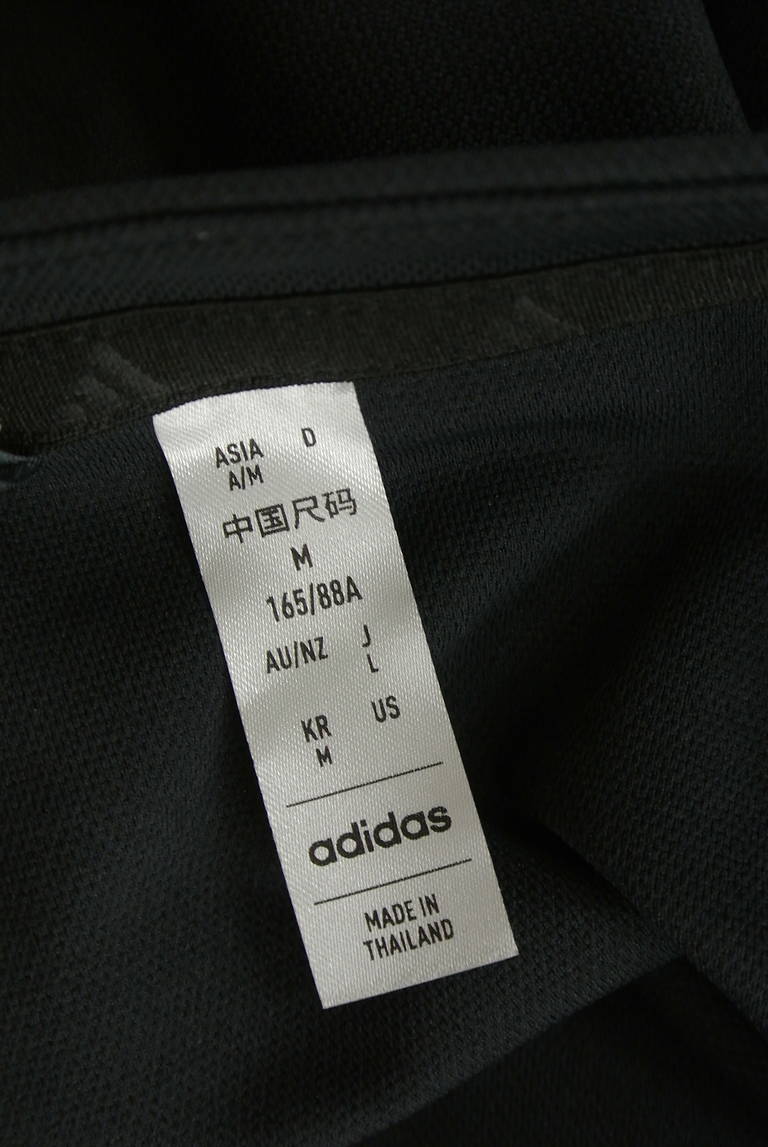 ASIA D
A/M
中国尺码
M
165/88A
AU/NZ J
L
KR US
M
adidas
MADE IN
THAILAND